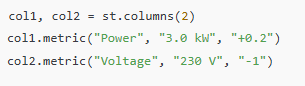 col1, col2 = st.columns(2)
col1.metric("Power", "3.0 kW", "+0.2")
col2.metric("Voltage", "230 V", "-1")